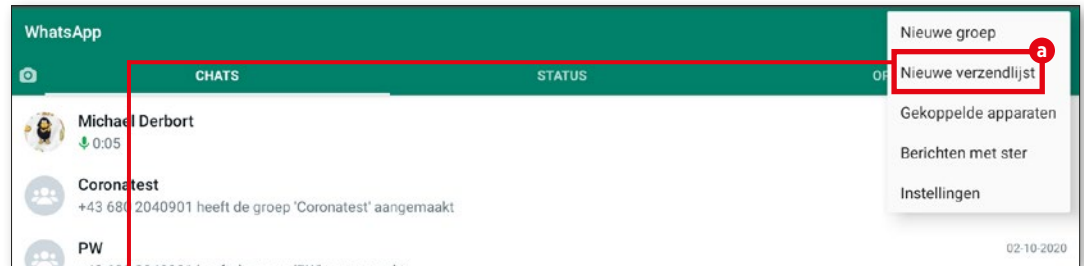 WhatsApp
Nieuwe groep
a
CHATS
STATUS
Nieuwe verzendlijst
Michael Derbort
0:05
Gekoppelde apparaten
Berichten met ster
Coronatest
+43 680 2040901 heeft de groep 'Coronatest' aangemaakt
Instellingen
PW
02-10-2020